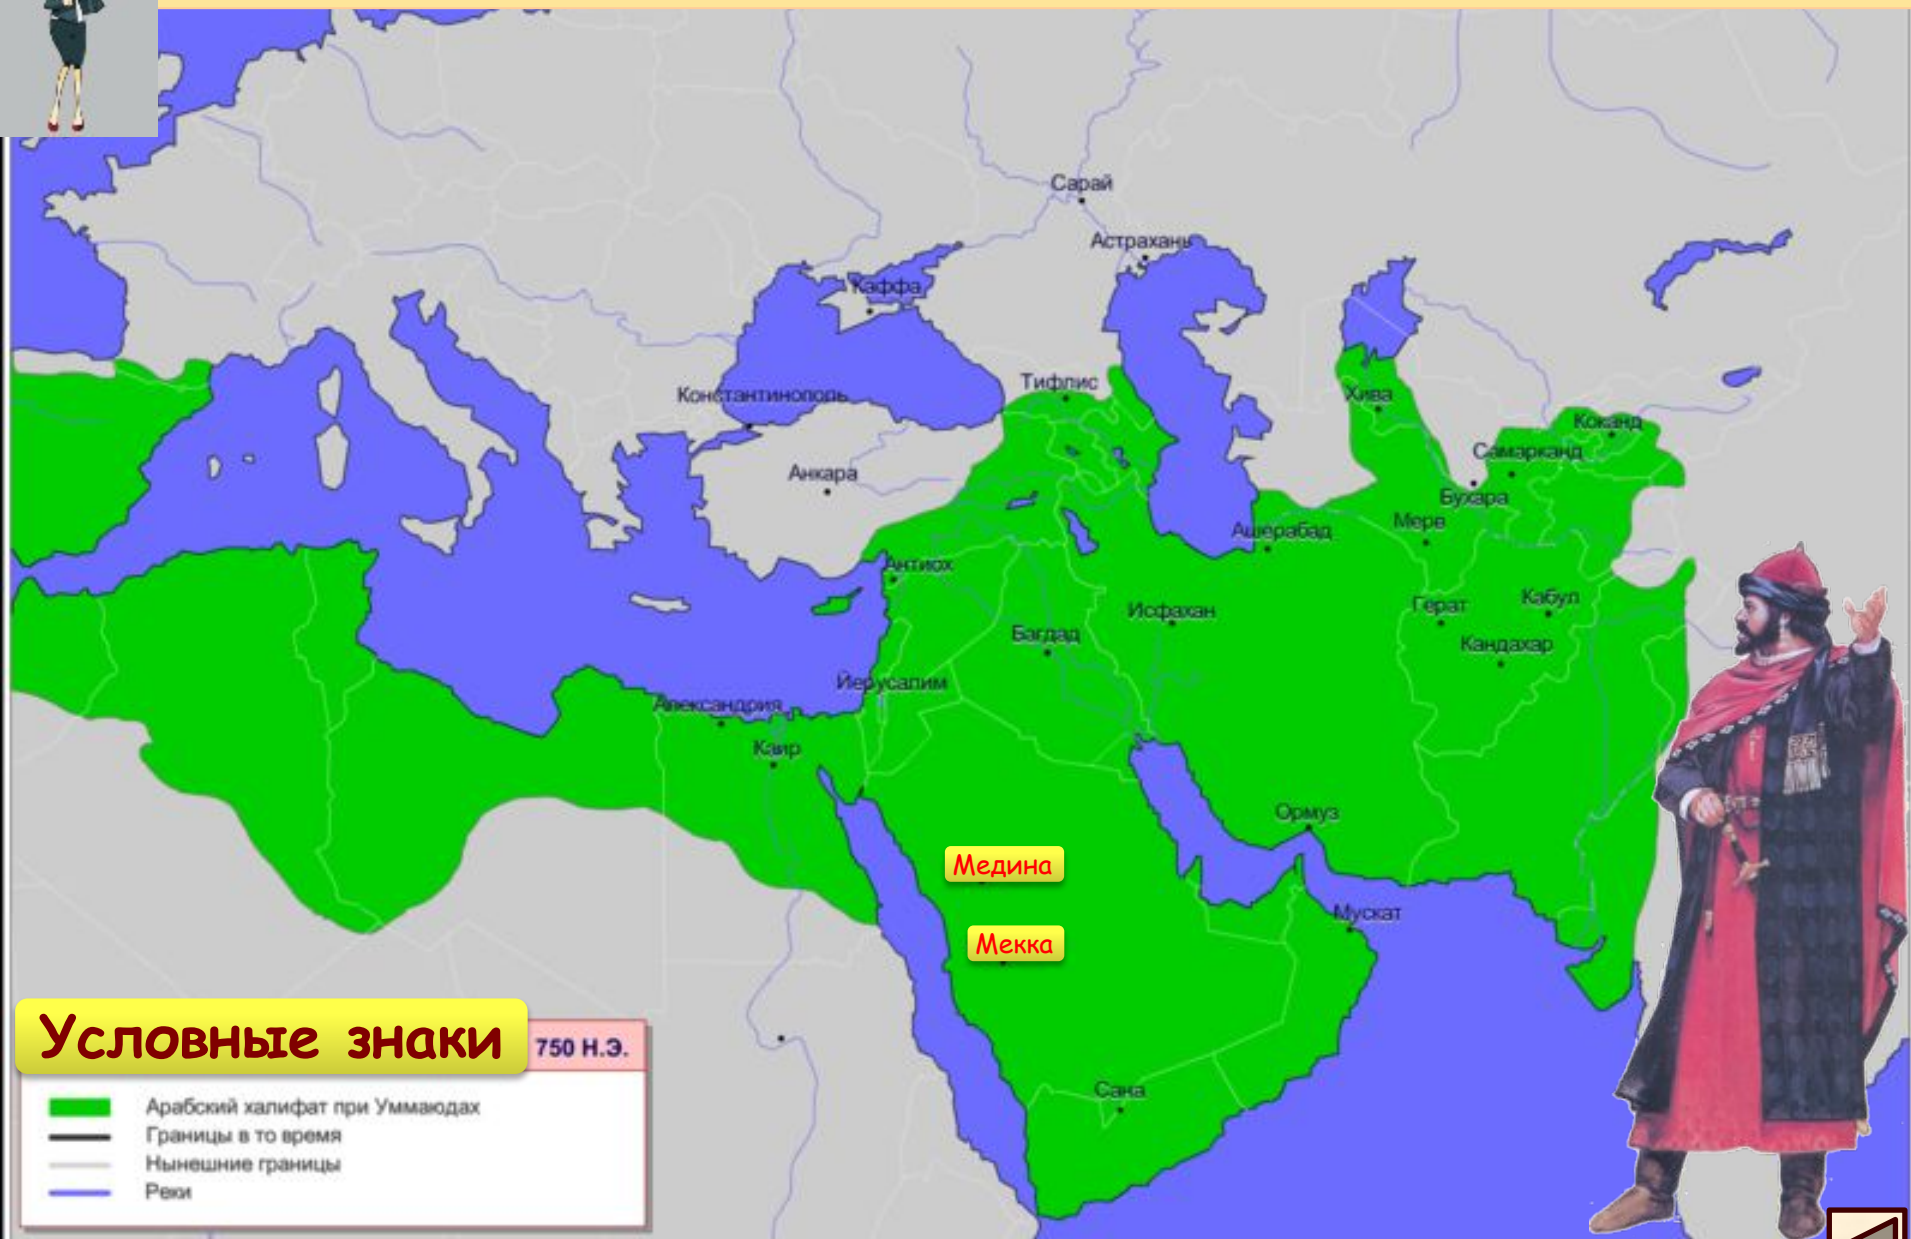 Сарай
Астрахань
Каффа
Тифлис
Константинополь
Хива
Коканд
Самарканд
Анкара
Бухара
Мерв
Ашерабад
Антиох
Исфахан
Герат
Кабул
Багдад
Кандахар
Иерусалим
Александрия
Каир
Ормуз
Медина
Мускат
Мекка
Условные знаки
750 Н.Э.
Сана
Арабский халифат при Уммаюдах
Границы в то время
Нынешние границы
Реки